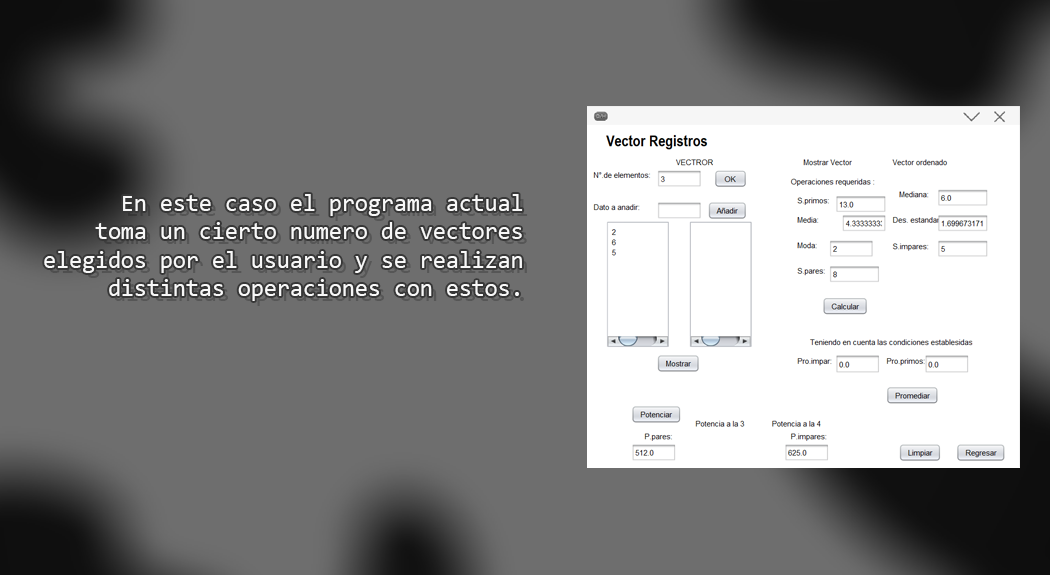 En este caso el programa actual
toma un cierto numero de vectores
elegidos por el usuario y se realizan
distintas operaciones con estos.
Vector Registros
VECTROR
N°.de elementos: 3 OK
Dato a anadir: Añadir
2
6
5
Mostrar
Potenciar
Potencia a la 3 Potencia a la 4
P.pares: P.impares:
512.0 625.0
Mostrar Vector Vector ordenado
Operaciones requeridas :
S.primos: 13.0 Mediana: 6.0
Media: 4.33333333: Des. estandar 1.699673171
Moda: 2 S.impares: 5
S.pares: 8
Calcular
Teniendo en cuenta las condiciones establesidas
Pro.impar: 0.0 Pro.primos: 0.0
Promediar
Limpiar Regresar